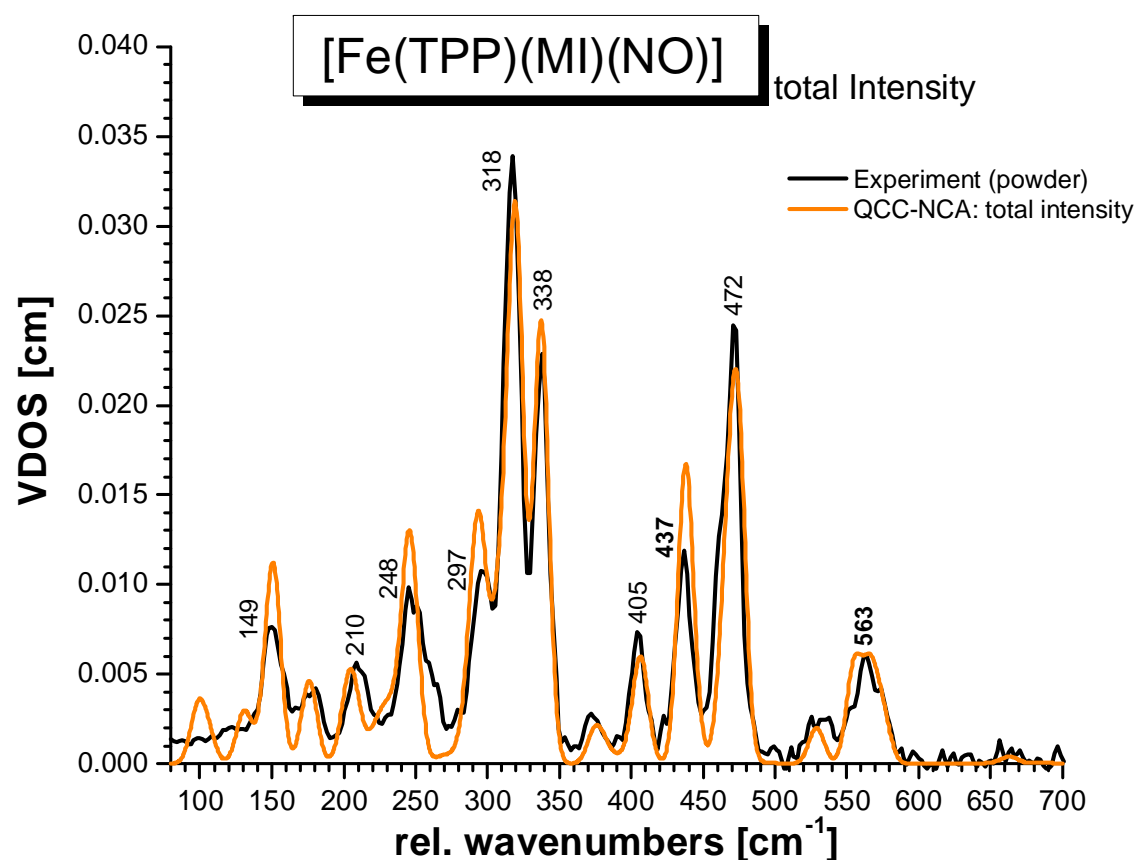 [Fe(TPP)(MI)(NO)]
total Intensity
Experiment (powder)
QCC-NCA: total intensity
VDOS [cm]
0.040
0.035
0.030
0.025
0.020
0.015
0.010
0.005
0.000
149
210
248
297
318
338
405
437
472
563
100 150 200 250 300 350 400 450 500 550 600 650 700
rel. wavenumbers [cm⁻¹]